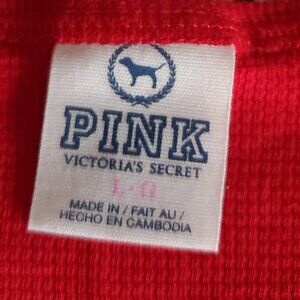 PINK
VICTORIA'S SECRET
L·G
MADE IN / FAIT AU /
HECHO EN CAMBODIA